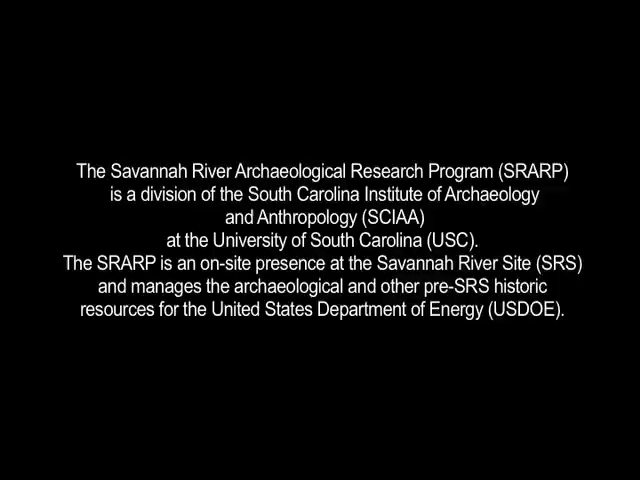 The Savannah River Archaeological Research Program (SRARP)
is a division of the South Carolina Institute of Archaeology
and Anthropology (SCIAA)
at the University of South Carolina (USC).
The SRARP is an on-site presence at the Savannah River Site (SRS)
and manages the archaeological and other pre-SRS historic
resources for the United States Department of Energy (USDOE).